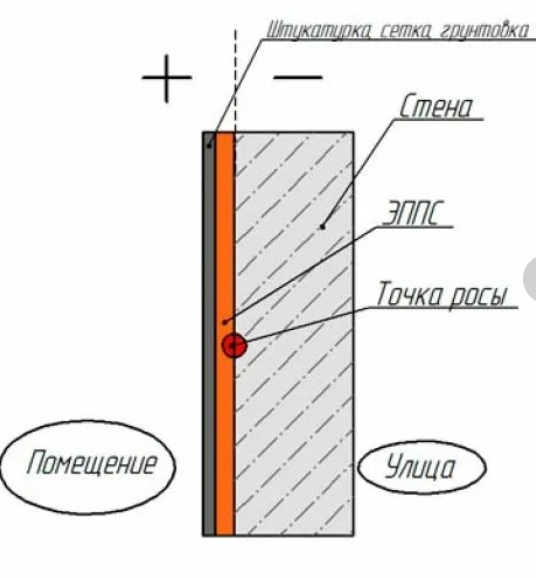 Штукатурка, сетка, грунтовка
+ −
Стена
ЭППС
Точка росы
Помещение
Улица